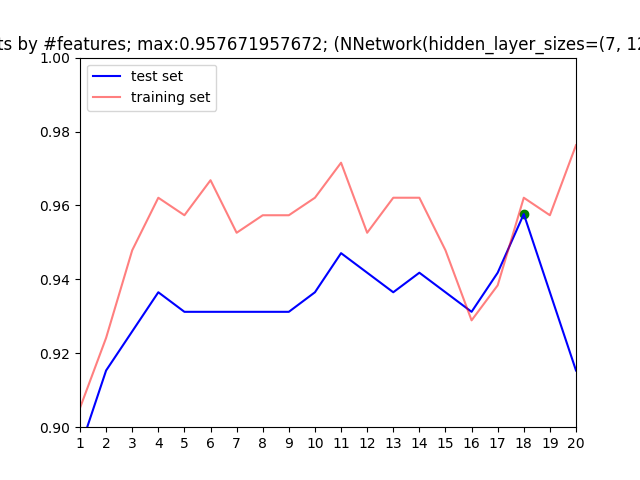 ts by #features; max:0.957671957672; (NNetwork(hidden_layer_sizes=(7, 12
1.00
test set
training set
0.98
0.96
0.94
0.92
0.90
1 2 3 4 5 6 7 8 9 10 11 12 13 14 15 16 17 18 19 20